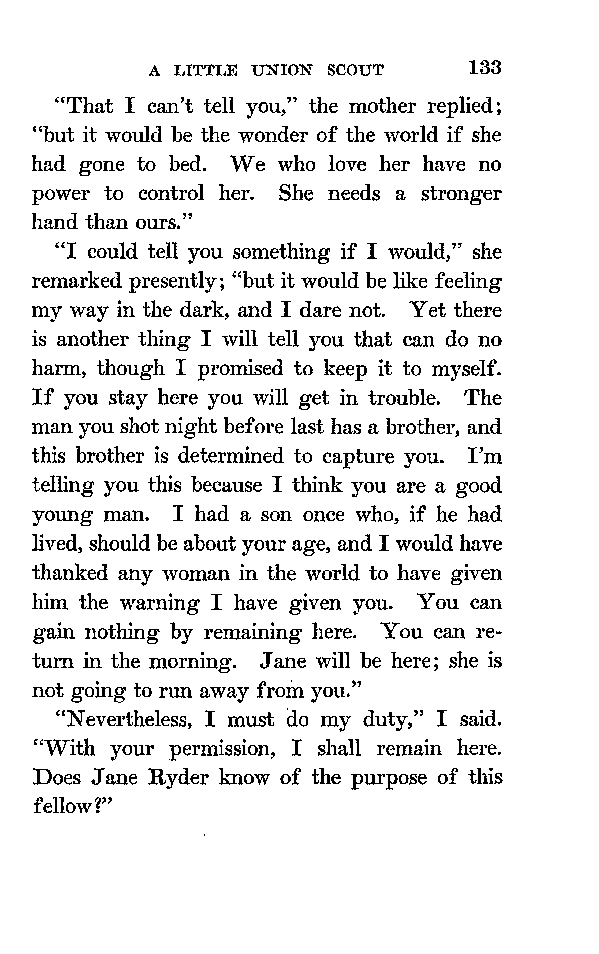 A LITTLE UNION SCOUT 133
“That I can’t tell you,” the mother replied;
“but it would be the wonder of the world if she
had gone to bed. We who love her have no
power to control her. She needs a stronger
hand than ours.”
“I could tell you something if I would,” she
remarked presently; “but it would be like feeling
my way in the dark, and I dare not. Yet there
is another thing I will tell you that can do no
harm, though I promised to keep it to myself.
If you stay here you will get in trouble. The
man you shot night before last has a brother, and
this brother is determined to capture you. I’m
telling you this because I think you are a good
young man. I had a son once who, if he had
lived, should be about your age, and I would have
thanked any woman in the world to have given
him the warning I have given you. You can
gain nothing by remaining here. You can re-
turn in the morning. Jane will be here; she is
not going to run away from you.”
“Nevertheless, I must do my duty,” I said.
“With your permission, I shall remain here.
Does Jane Ryder know of the purpose of this
fellow?”